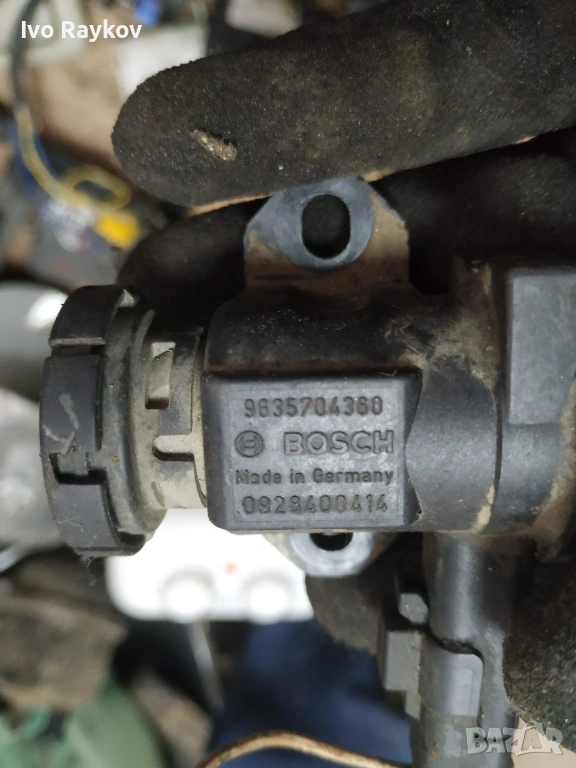 Ivo Raykov
9635704380
BOSCH
Made in Germany
0928400414
BAZAR